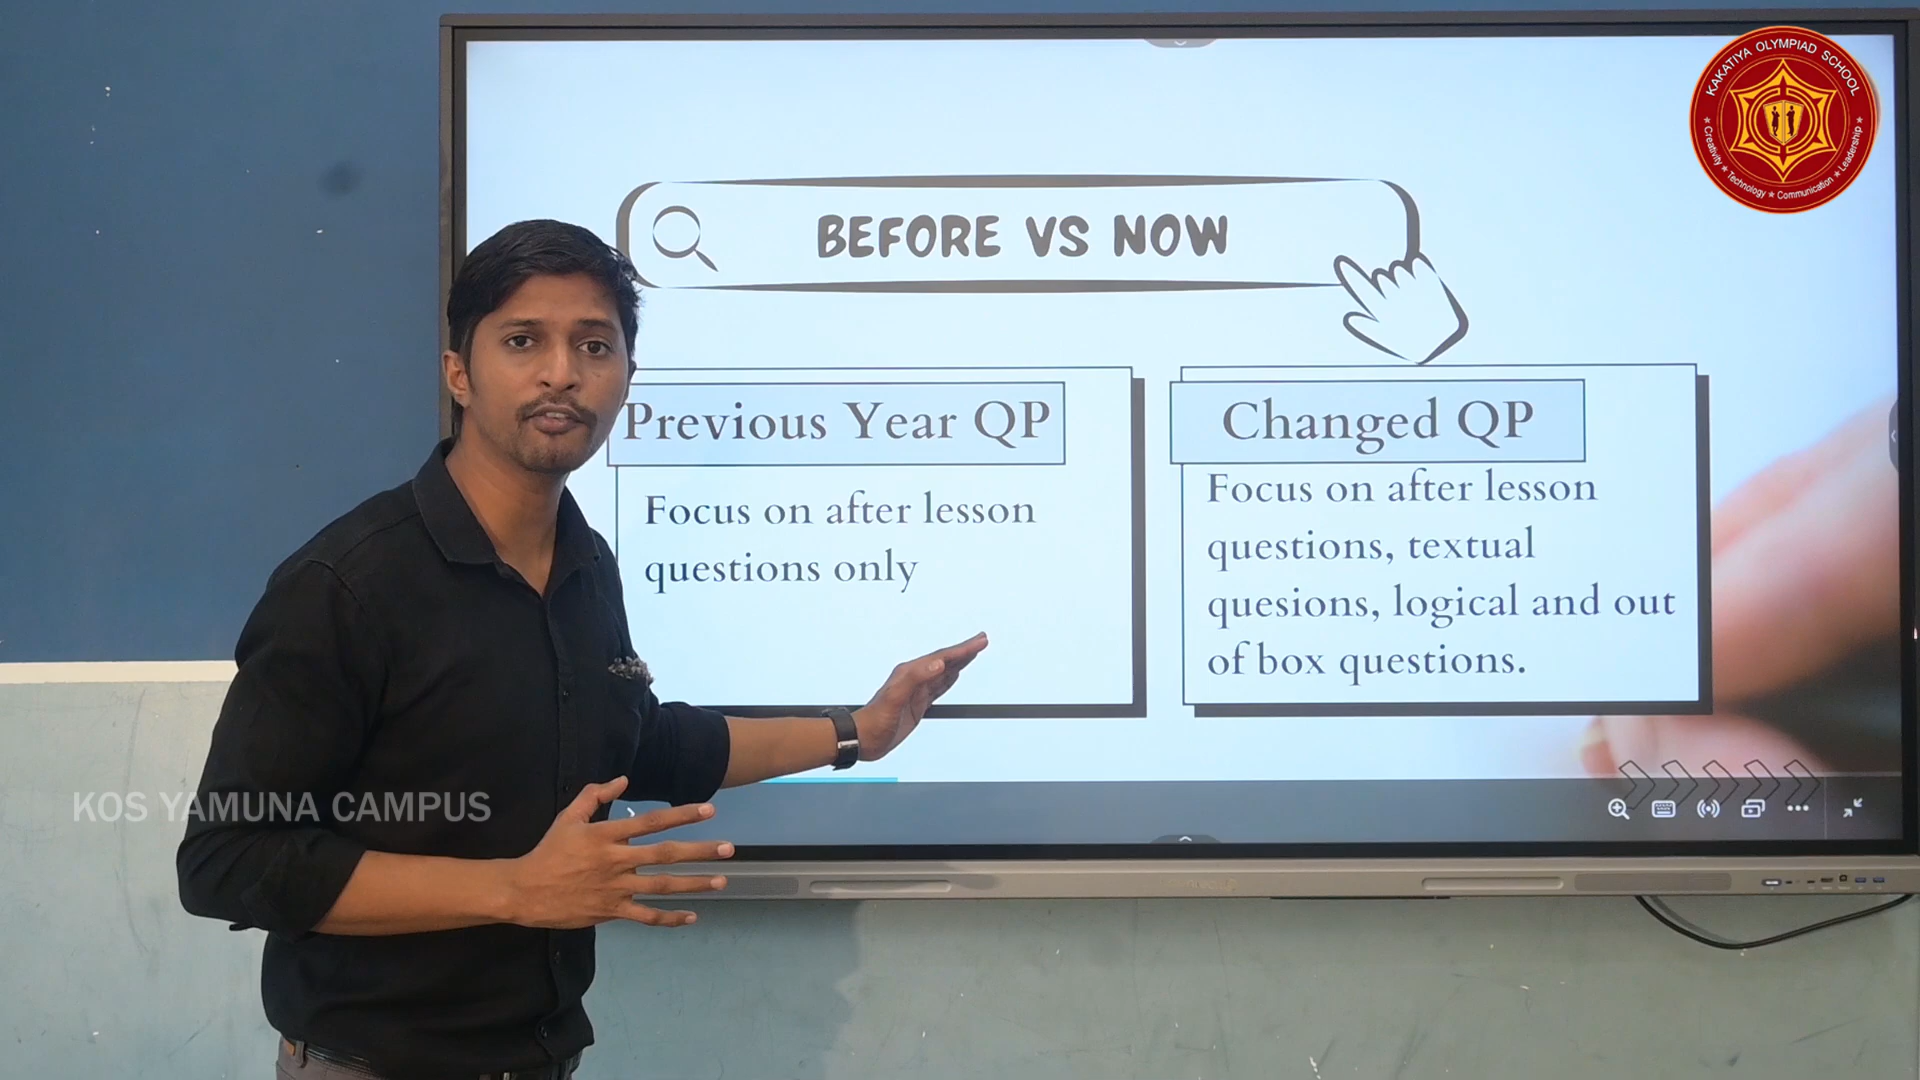 KAKATIYA OLYMPIAD SCHOOL
★ Creativity ★ Technology ★ Communication ★ Leadership ★
BEFORE VS NOW
Previous Year QP
Focus on after lesson
questions only
Changed QP
Focus on after lesson
questions, textual
quesions, logical and out
of box questions.
KOS YAMUNA CAMPUS